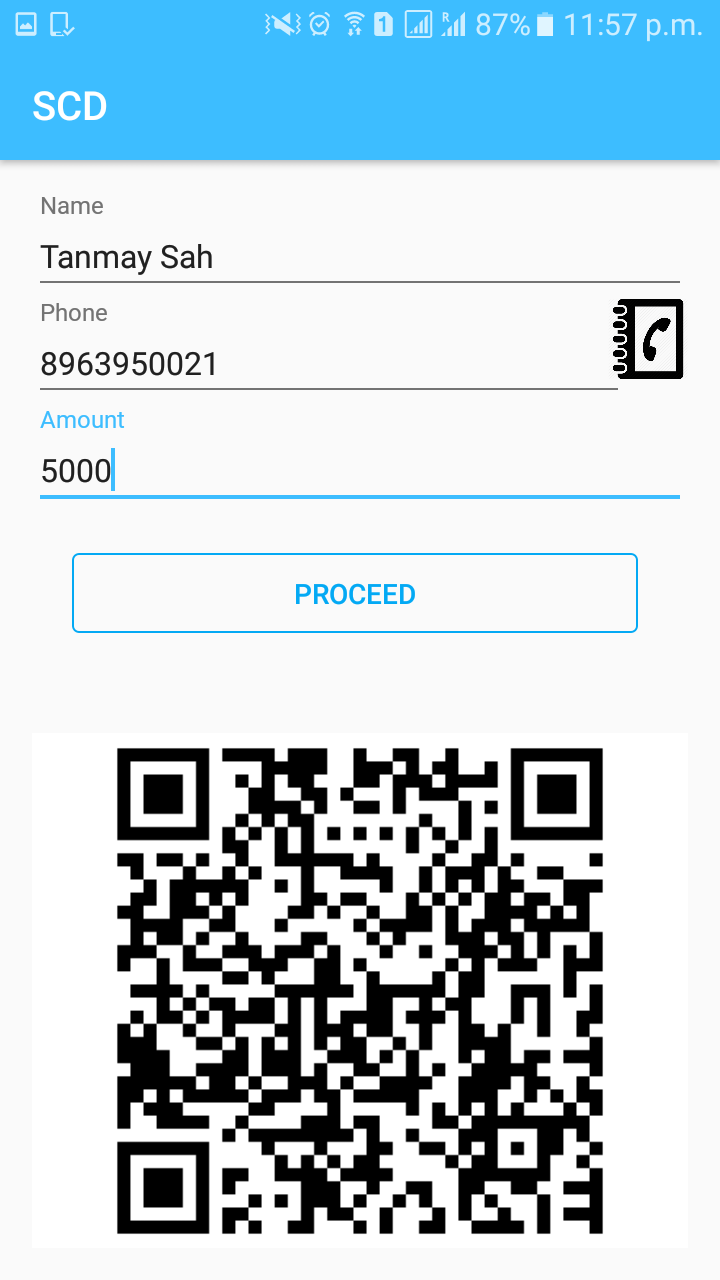 87% 11:57 p.m.
SCD
Name
Tanmay Sah
Phone
8963950021
Amount
5000
PROCEED